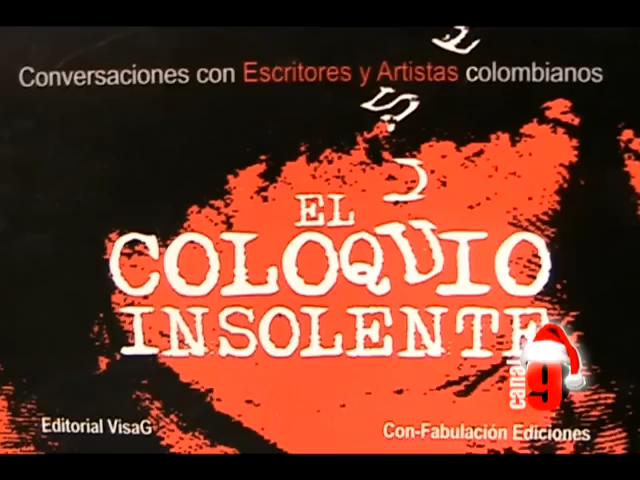 Conversaciones con Escritores y Artistas colombianos
EL
COLOQUIO
INSOLENTE
canal
9
Editorial VisaG
Con-Fabulación Ediciones